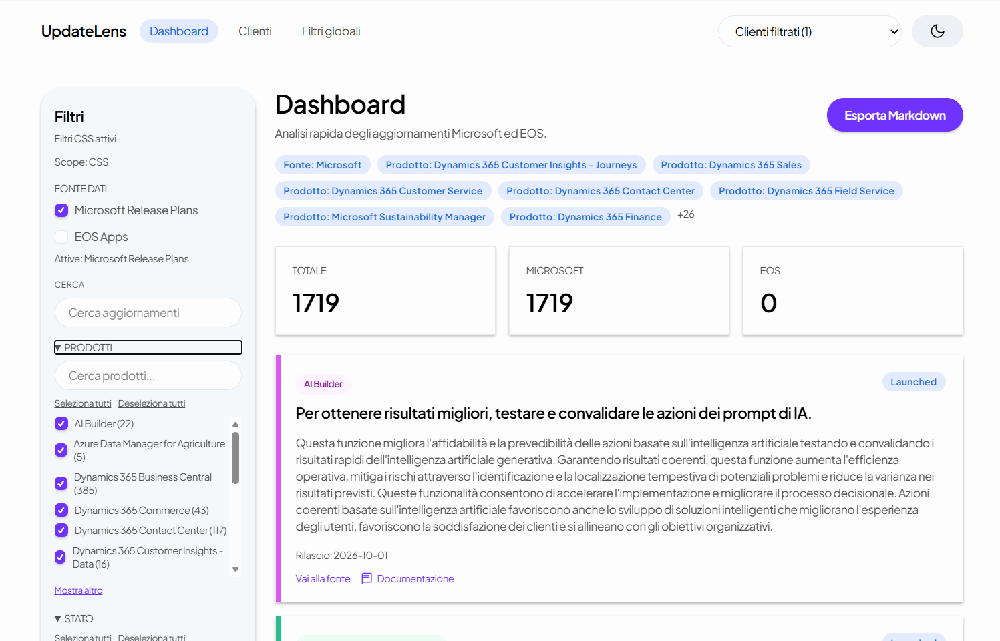 UpdateLens
Dashboard
Clienti
Filtri globali
Clienti filtrati (1)
Filtri
Filtri CSS attivi
Scope: CSS
FONTE DATI
Microsoft Release Plans
EOS Apps
Attive: Microsoft Release Plans
CERCA
Cerca aggiornamenti
▼ PRODOTTI
Cerca prodotti...
Seleziona tutti Deseleziona tutti
AI Builder (22)
Azure Data Manager for Agriculture
(5)
Dynamics 365 Business Central
(385)
Dynamics 365 Commerce (43)
Dynamics 365 Contact Center (117)
Dynamics 365 Customer Insights -
Data (16)
Mostra altro
▼ STATO
Seleziona tutti Deseleziona tutti
Dashboard
Analisi rapida degli aggiornamenti Microsoft ed EOS.
Esporta Markdown
Fonte: Microsoft Prodotto: Dynamics 365 Customer Insights - Journeys Prodotto: Dynamics 365 Sales
Prodotto: Dynamics 365 Customer Service Prodotto: Dynamics 365 Contact Center Prodotto: Dynamics 365 Field Service
Prodotto: Microsoft Sustainability Manager Prodotto: Dynamics 365 Finance +26
TOTALE
1719
MICROSOFT
1719
EOS
0
AI Builder
Launched
Per ottenere risultati migliori, testare e convalidare le azioni dei prompt di IA.
Questa funzione migliora l'affidabilità e la prevedibilità delle azioni basate sull'intelligenza artificiale testando e convalidando i
risultati rapidi dell'intelligenza artificiale generativa. Garantendo risultati coerenti, questa funzione aumenta l'efficienza
operativa, mitiga i rischi attraverso l'identificazione e la localizzazione tempestiva di potenziali problemi e riduce la varianza nei
risultati previsti. Queste funzionalità consentono di accelerare l'implementazione e migliorare il processo decisionale. Azioni
coerenti basate sull'intelligenza artificiale favoriscono anche lo sviluppo di soluzioni intelligenti che migliorano l'esperienza
degli utenti, favoriscono la soddisfazione dei clienti e si allineano con gli obiettivi organizzativi.
Rilascio: 2026-10-01
Vai alla fonte Documentazione